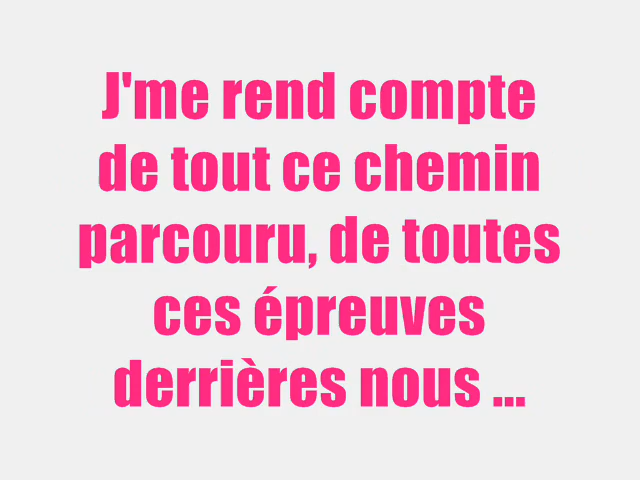 J'me rend compte
de tout ce chemin
parcouru, de toutes
ces épreuves
derrières nous ...